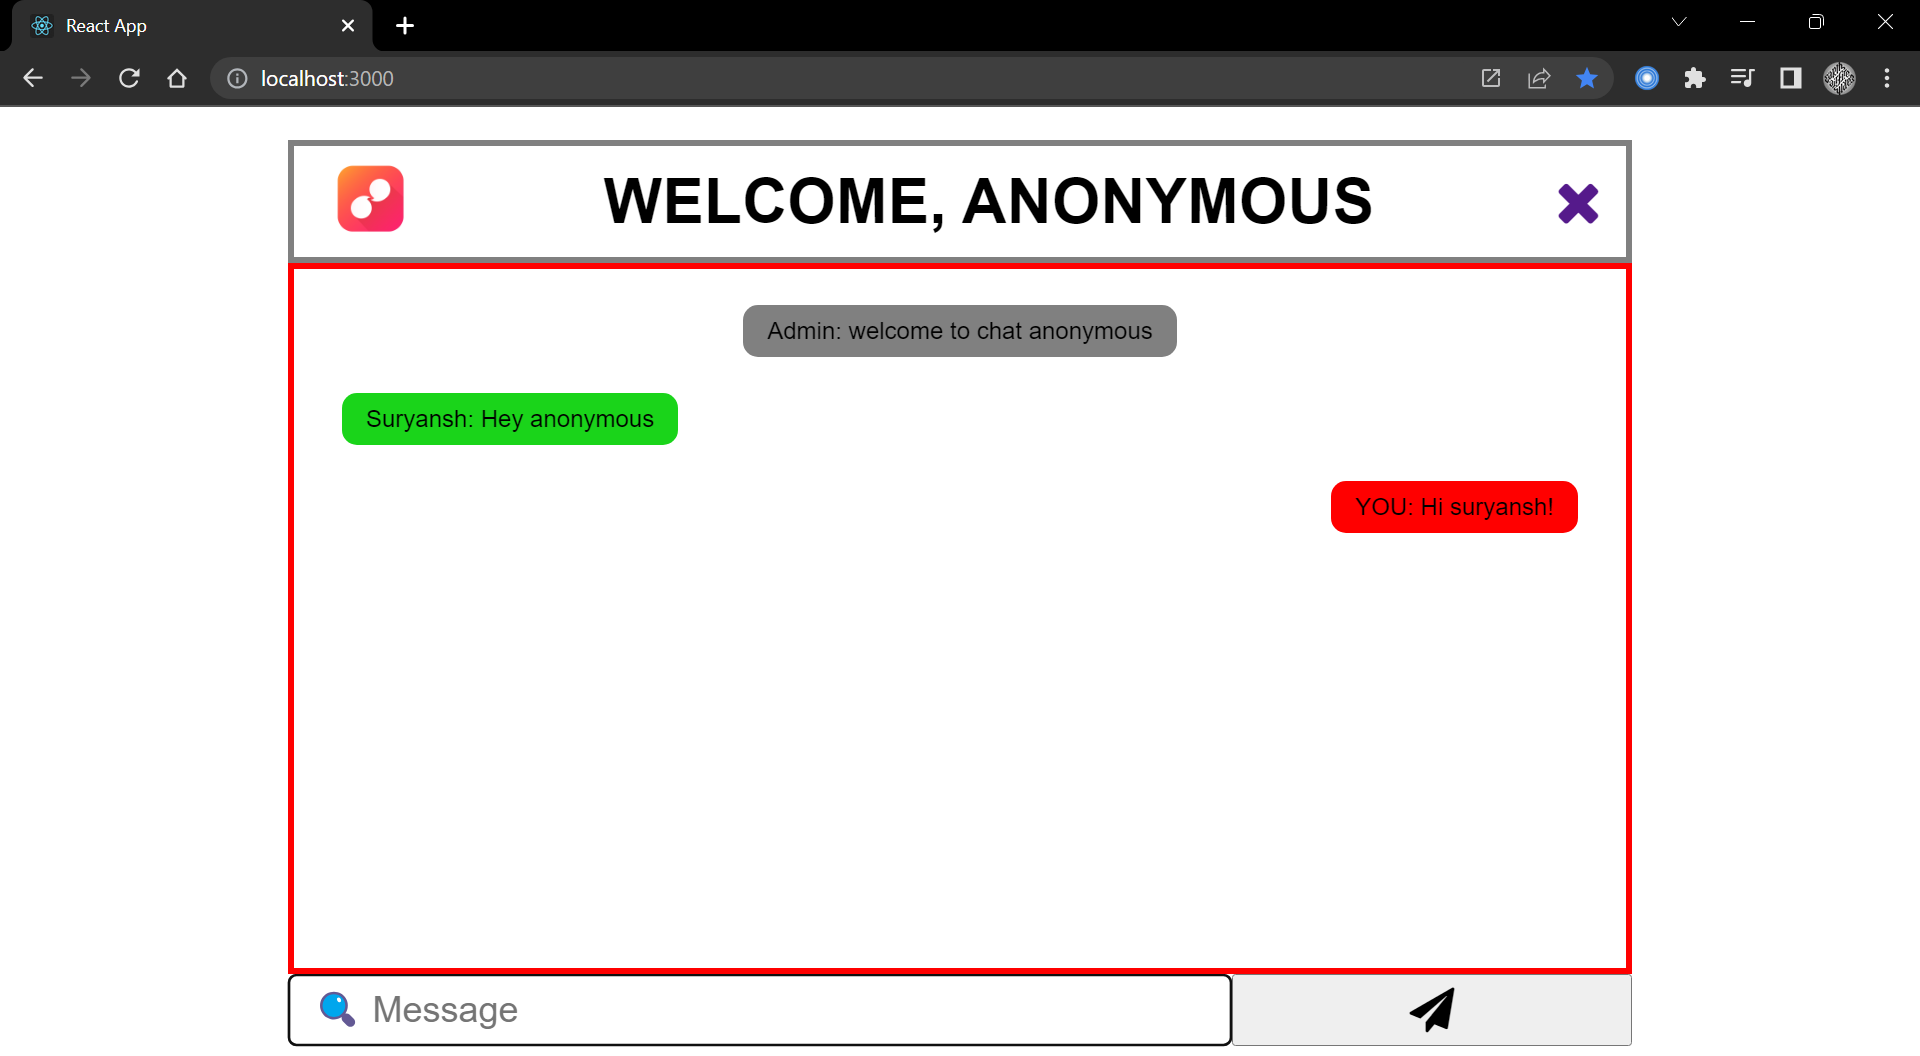 React App
localhost:3000
WELCOME, ANONYMOUS
Admin: welcome to chat anonymous
Suryansh: Hey anonymous
YOU: Hi suryansh!
Message